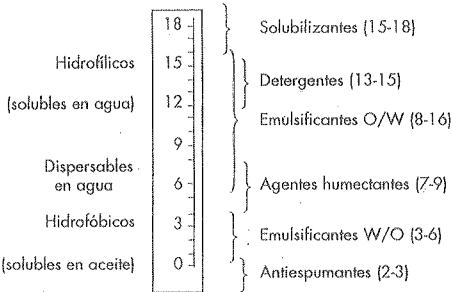 18
15
12
9
6
3
0
Hidrofílicos
(solubles en agua)
Dispersables
en agua
Hidrofóbicos
(solubles en aceite)
Solubilizantes (15-18)
Detergentes (13-15)
Emulsificantes O/W (8-16)
Agentes humectantes (7-9)
Emulsificantes W/O (3-6)
Antiespumantes (2-3)